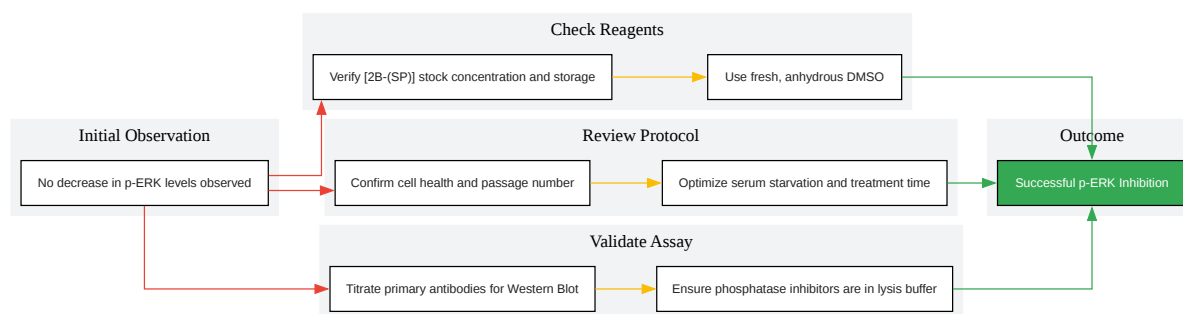 Check Reagents
Verify [2B-(SP)] stock concentration and storage
Use fresh, anhydrous DMSO
Initial Observation
No decrease in p-ERK levels observed
Review Protocol
Confirm cell health and passage number
Optimize serum starvation and treatment time
Outcome
Successful p-ERK Inhibition
Validate Assay
Titrate primary antibodies for Western Blot
Ensure phosphatase inhibitors are in lysis buffer